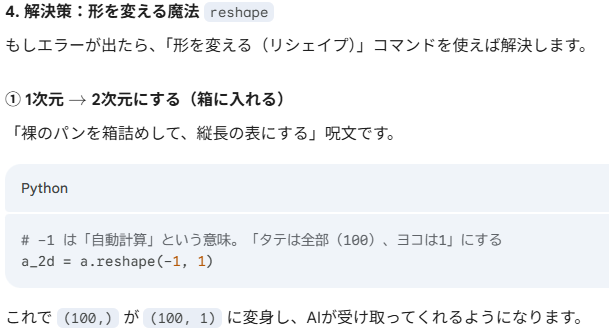 4. 解決策：形を変える魔法 reshape
もしエラーが出たら、「形を変える（リシェイプ）」コマンドを使えば解決します。
① 1次元 → 2次元にする（箱に入れる）
「裸のパンを箱詰めして、縦長の表にする」呪文です。
Python
# -1 は「自動計算」という意味。「タテは全部（100）、ヨコは1」にする
a_2d = a.reshape(-1, 1)
これで (100,) が (100, 1) に変身し、AIが受け取ってくれるようになります。